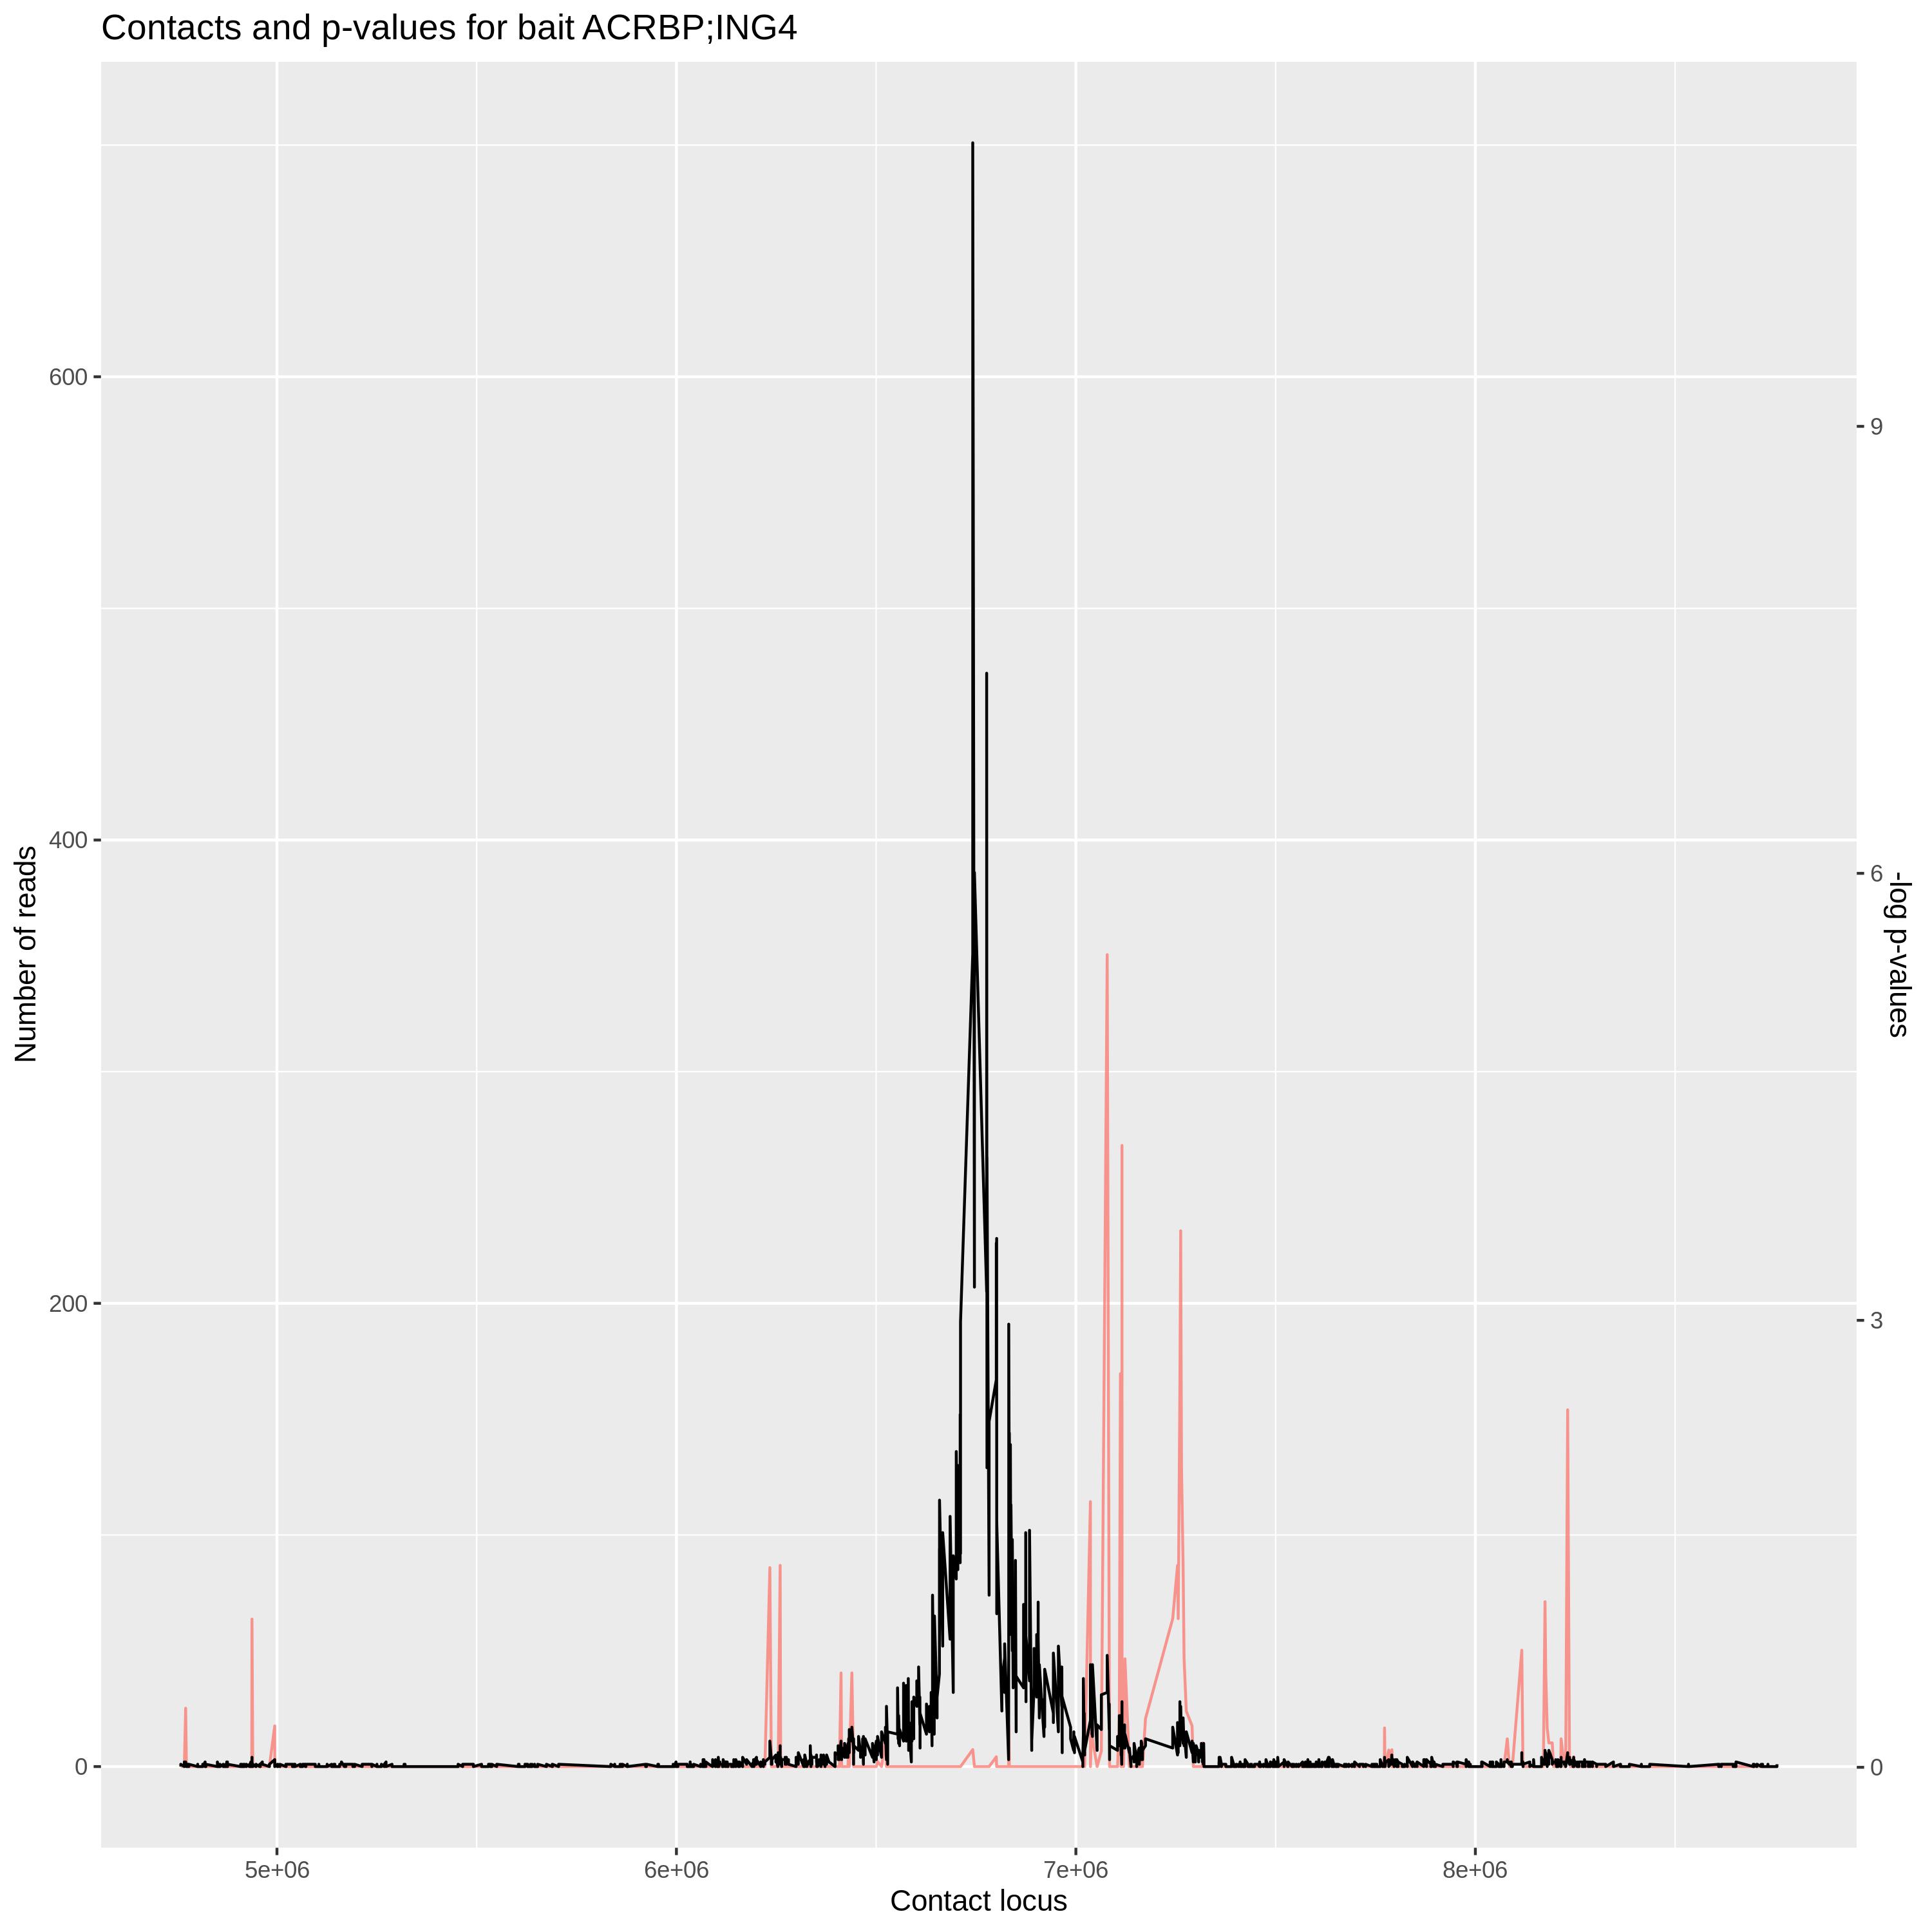 Contacts and p-values for bait ACRBP;ING4
600
400
200
0
Number of reads
9
6
3
0
-log p-values
5e+06
6e+06
7e+06
8e+06
Contact locus